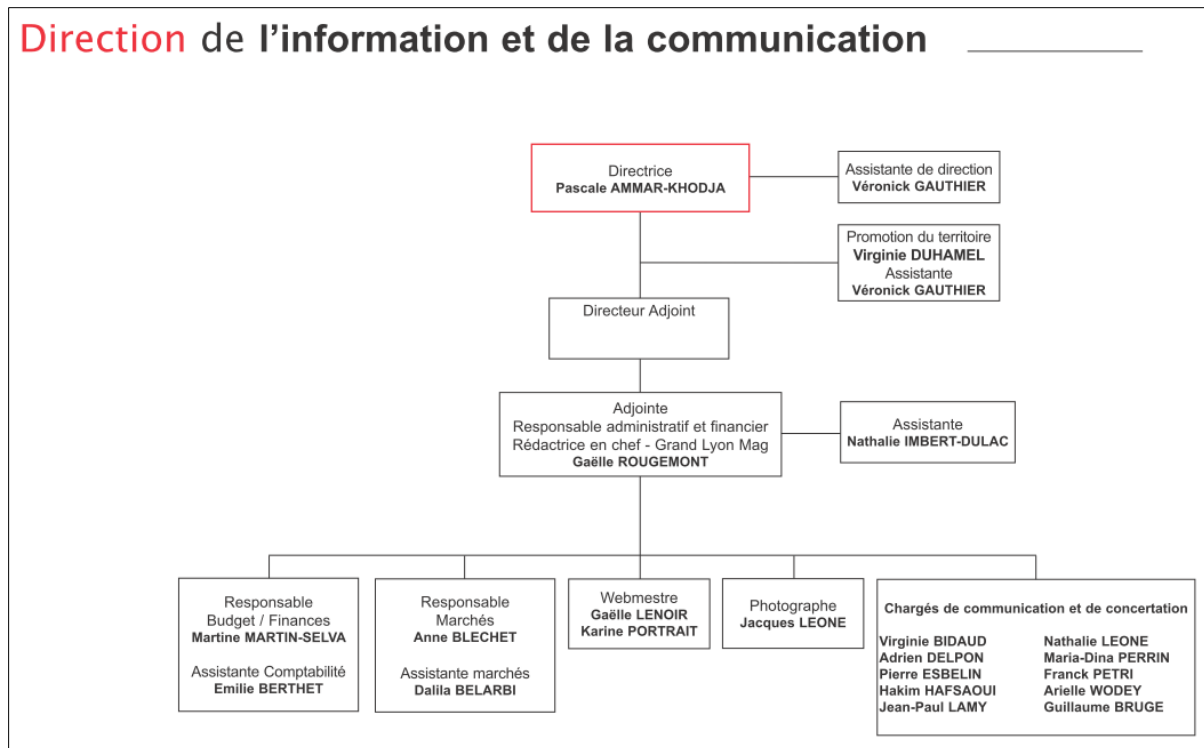 Direction de l’information et de la communication
Directrice
Pascale AMMAR-KHODJA
Assistante de direction
Véronick GAUTHIER
Promotion du territoire
Virginie DUHAMEL
Assistante
Véronick GAUTHIER
Directeur Adjoint
Adjointe
Responsable administratif et financier
Rédactrice en chef - Grand Lyon Mag
Gaëlle ROUGEMONT
Assistante
Nathalie IMBERT-DULAC
Responsable
Budget / Finances
Martine MARTIN-SELVA
Assistante Comptabilité
Emilie BERTHET
Responsable
Marchés
Anne BLECHET
Assistante marchés
Dalila BELARBI
Webmestre
Gaëlle LENOIR
Karine PORTRAIT
Photographe
Jacques LEONE
Chargés de communication et de concertation
Virginie BIDAUD
Adrien DELPON
Pierre ESBELIN
Hakim HAFSAOUI
Jean-Paul LAMY
Nathalie LEONE
Maria-Dina PERRIN
Franck PETRI
Arielle WODEY
Guillaume BRUGE